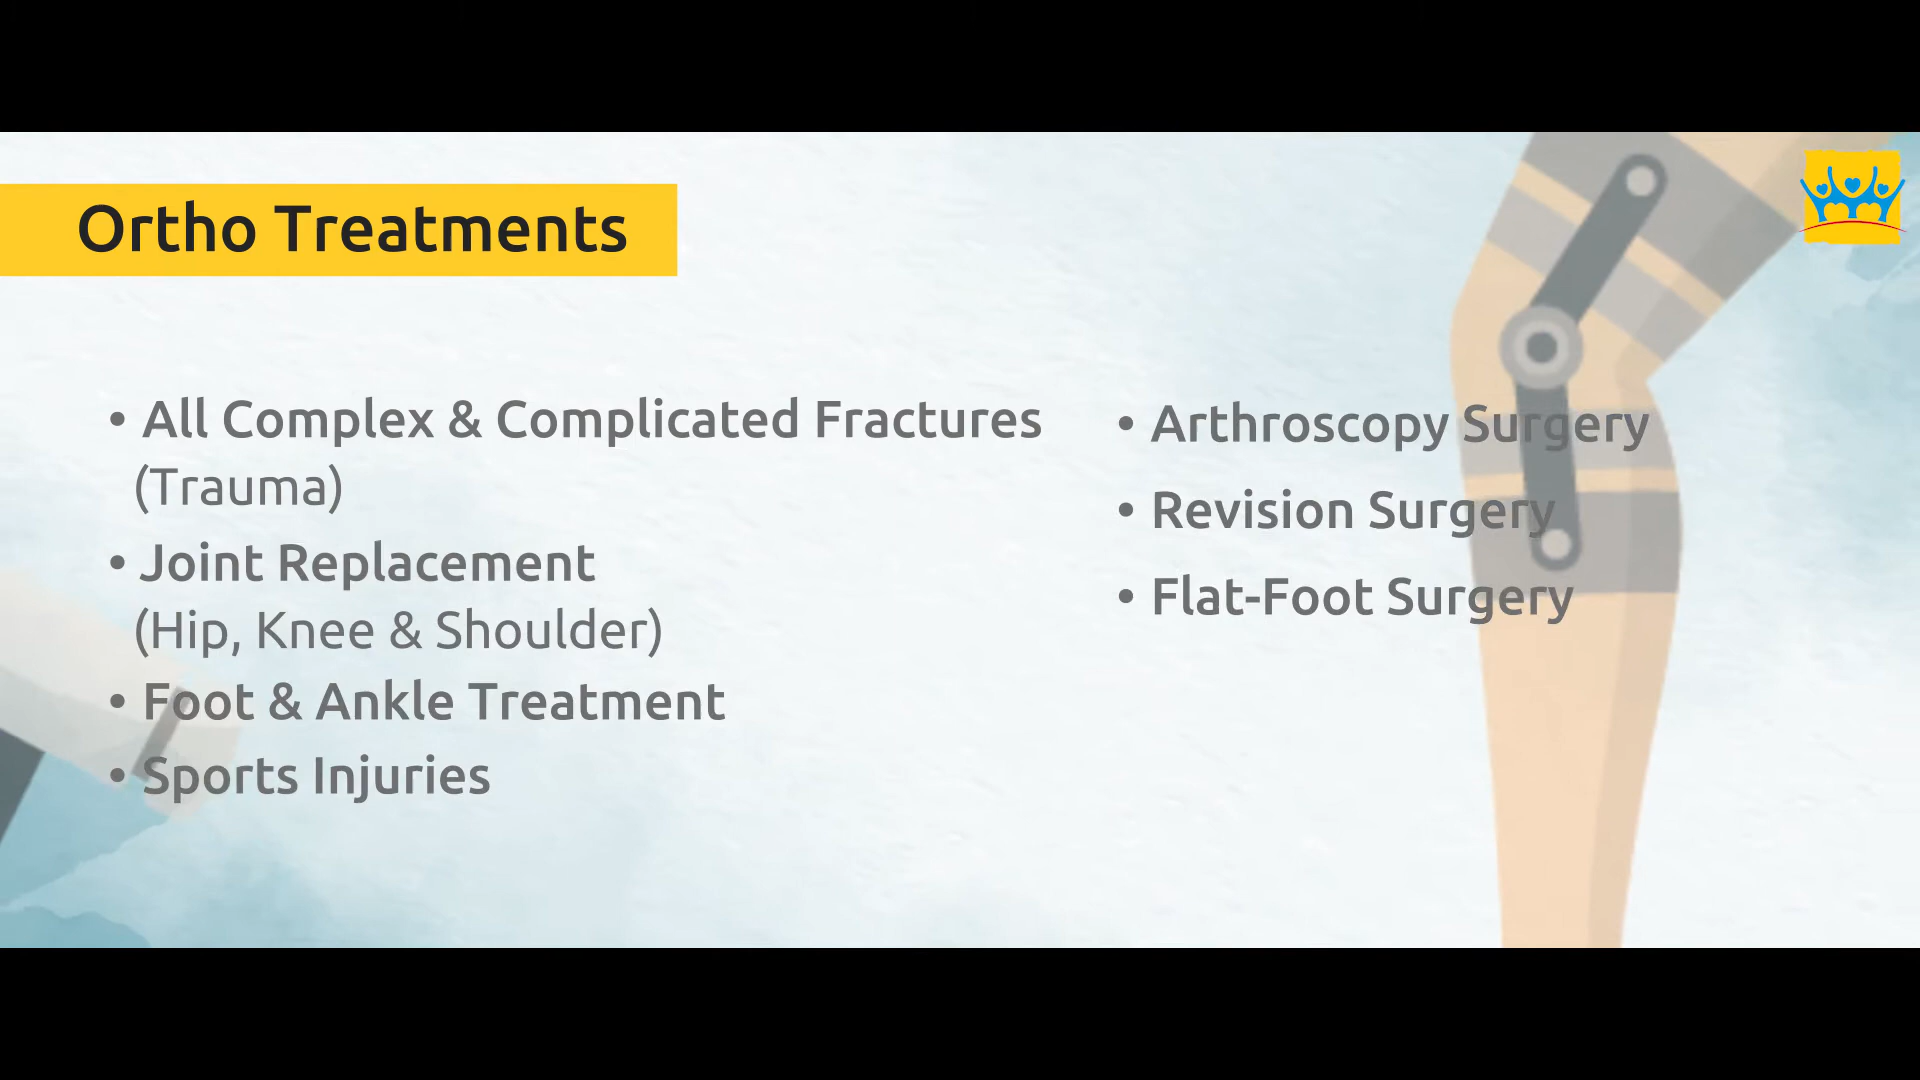 Ortho Treatments
• All Complex & Complicated Fractures
(Trauma)
• Joint Replacement
(Hip, Knee & Shoulder)
• Foot & Ankle Treatment
• Sports Injuries
• Arthroscopy Surgery
• Revision Surgery
• Flat-Foot Surgery